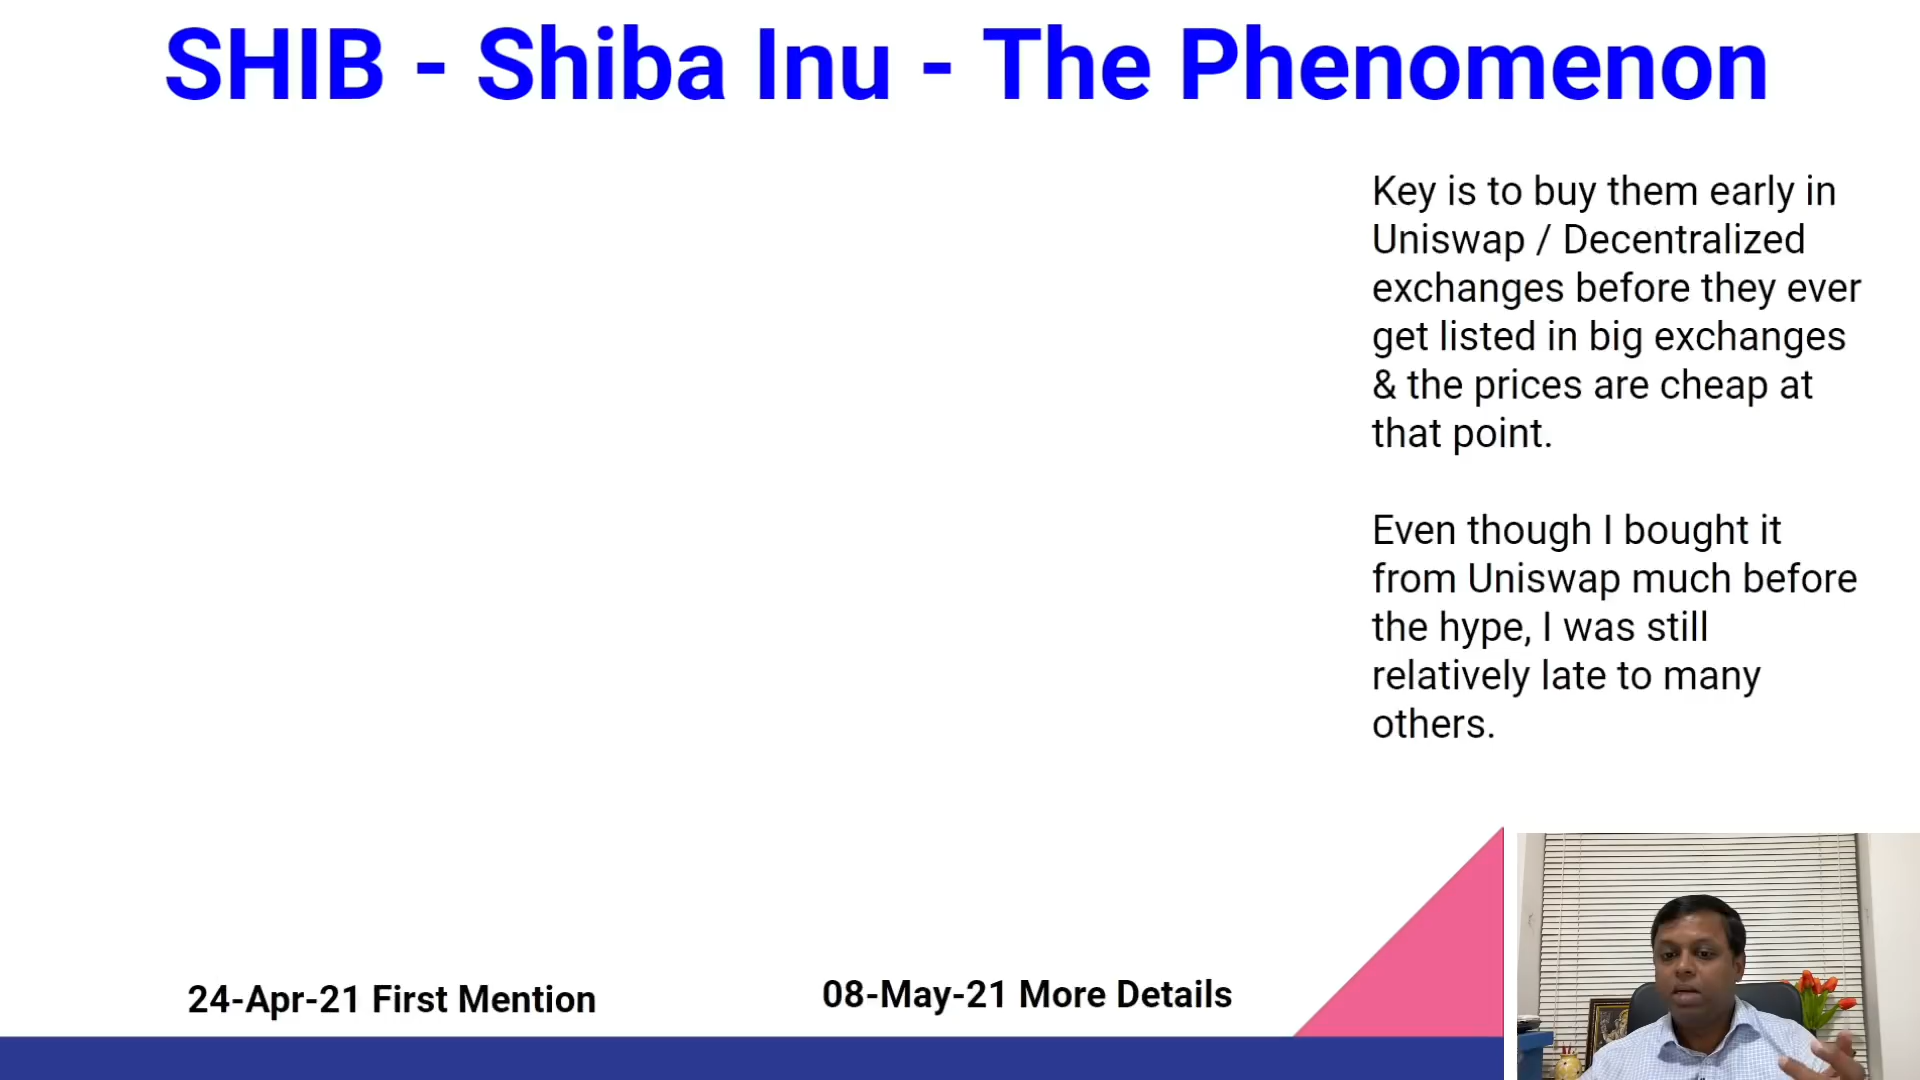 SHIB - Shiba Inu - The Phenomenon
Key is to buy them early in
Uniswap / Decentralized
exchanges before they ever
get listed in big exchanges
& the prices are cheap at
that point.
Even though I bought it
from Uniswap much before
the hype, I was still
relatively late to many
others.
24-Apr-21 First Mention
08-May-21 More Details